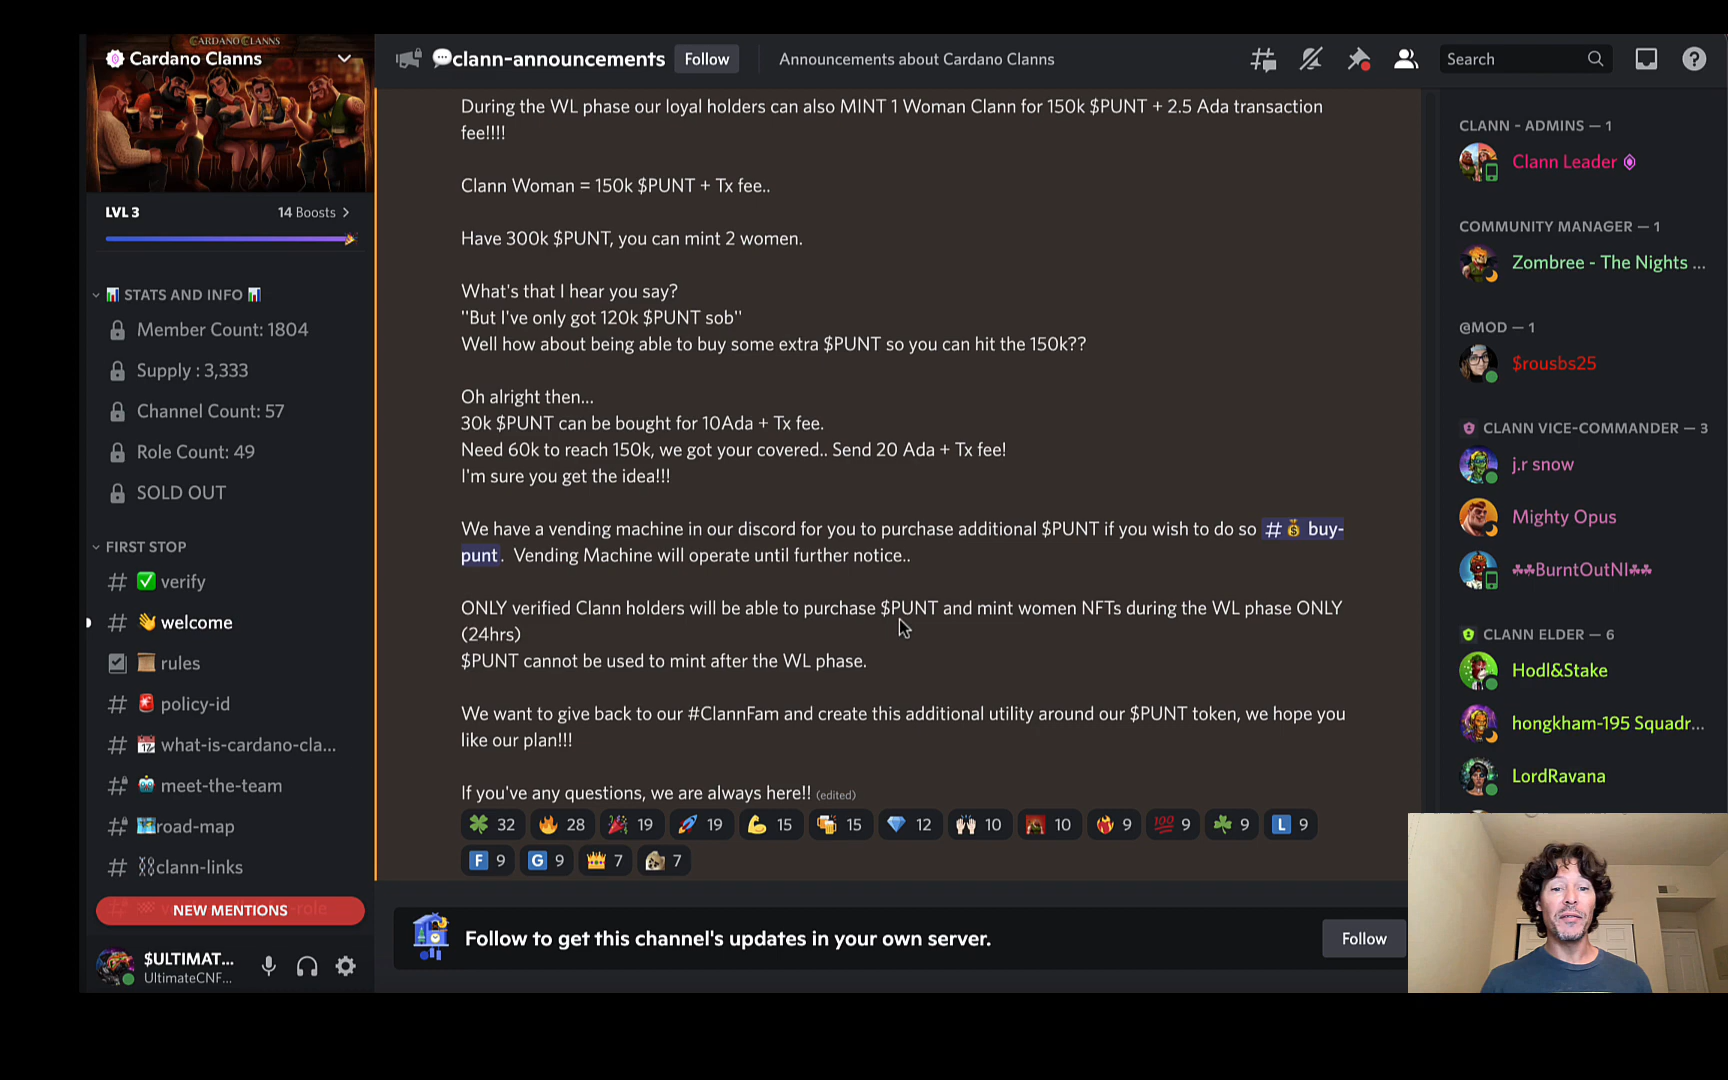 CARDANO CLANNS
Cardano Clanns
LVL 3
14 Boosts
STATS AND INFO
Member Count: 1804
Supply : 3,333
Channel Count: 57
Role Count: 49
SOLD OUT
FIRST STOP
verify
welcome
rules
policy-id
what-is-cardano-cla...
meet-the-team
road-map
clann-links
NEW MENTIONS
$ULTIMAT...
UltimateCNF...
clann-announcements
Follow
Announcements about Cardano Clanns
Search
During the WL phase our loyal holders can also MINT 1 Woman Clann for 150k $PUNT + 2.5 Ada transaction
fee!!!!
Clann Woman = 150k $PUNT + Tx fee..
Have 300k $PUNT, you can mint 2 women.
What's that I hear you say?
"But I've only got 120k $PUNT sob"
Well how about being able to buy some extra $PUNT so you can hit the 150k??
Oh alright then...
30k $PUNT can be bought for 10Ada + Tx fee.
Need 60k to reach 150k, we got your covered.. Send 20 Ada + Tx fee!
I'm sure you get the idea!!!
We have a vending machine in our discord for you to purchase additional $PUNT if you wish to do so # 💰 buy-
punt . Vending Machine will operate until further notice..
ONLY verified Clann holders will be able to purchase $PUNT and mint women NFTs during the WL phase ONLY
(24hrs)
$PUNT cannot be used to mint after the WL phase.
We want to give back to our #ClannFam and create this additional utility around our $PUNT token, we hope you
like our plan!!!
If you've any questions, we are always here!! (edited)
32 28 19 19 15 15 12 10 10 9 100 9 9 L 9
F 9 G 9 7 7
Follow to get this channel's updates in your own server.
Follow
CLANN - ADMINS — 1
Clann Leader
COMMUNITY MANAGER — 1
Zombree - The Nights ...
@MOD — 1
$rousbs25
CLANN VICE-COMMANDER — 3
j.r snow
Mighty Opus
☘☘BurntOutNI☘☘
CLANN ELDER — 6
Hodl&Stake
hongkham-195 Squadr...
LordRavana